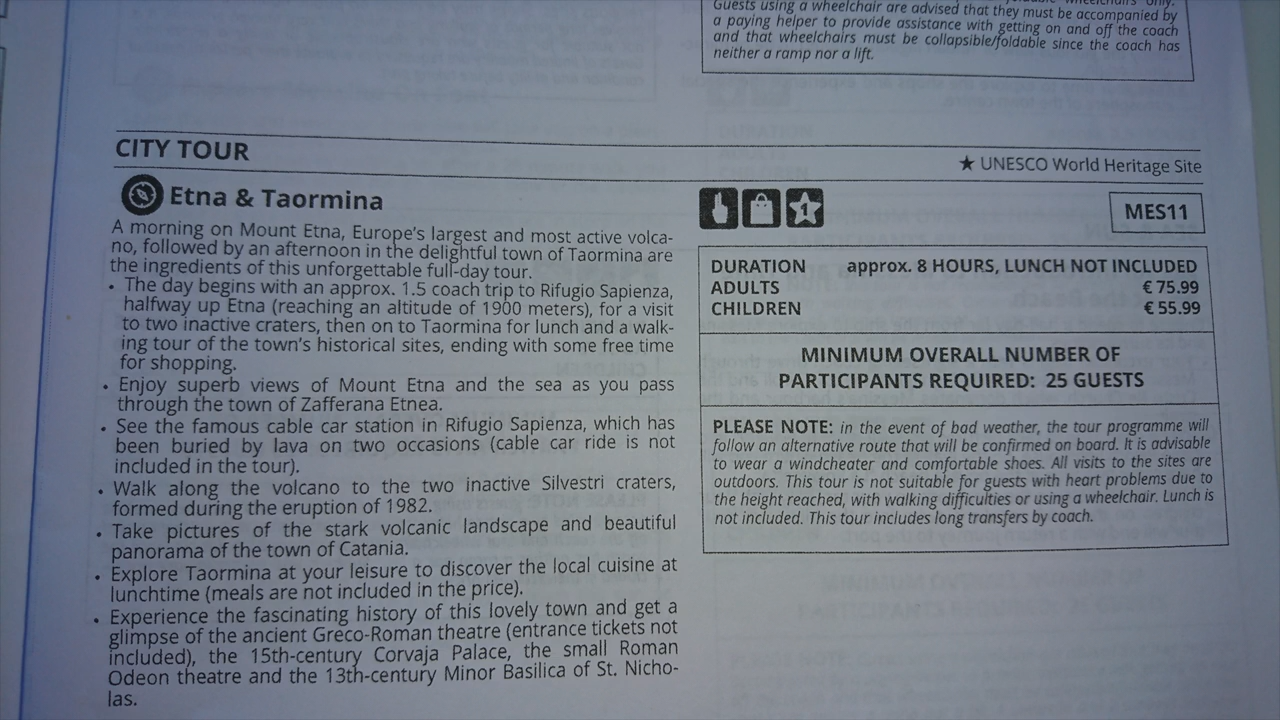 Guests using a wheelchair are advised that they must be accompanied by
a paying helper to provide assistance with getting on and off the coach
and that wheelchairs must be collapsible/foldable since the coach has
neither a ramp nor a lift.
CITY TOUR
★ UNESCO World Heritage Site
Etna & Taormina
A morning on Mount Etna, Europe's largest and most active volca-
no, followed by an afternoon in the delightful town of Taormina are
the ingredients of this unforgettable full-day tour.
• The day begins with an approx. 1.5 coach trip to Rifugio Sapienza,
halfway up Etna (reaching an altitude of 1900 meters), for a visit
to two inactive craters, then on to Taormina for lunch and a walk-
ing tour of the town's historical sites, ending with some free time
for shopping.
• Enjoy superb views of Mount Etna and the sea as you pass
through the town of Zafferana Etnea.
• See the famous cable car station in Rifugio Sapienza, which has
been buried by lava on two occasions (cable car ride is not
included in the tour).
• Walk along the volcano to the two inactive Silvestri craters,
formed during the eruption of 1982.
• Take pictures of the stark volcanic landscape and beautiful
panorama of the town of Catania.
• Explore Taormina at your leisure to discover the local cuisine at
lunchtime (meals are not included in the price).
• Experience the fascinating history of this lovely town and get a
glimpse of the ancient Greco-Roman theatre (entrance tickets not
included), the 15th-century Corvaja Palace, the small Roman
Odeon theatre and the 13th-century Minor Basilica of St. Nicho-
las.
1
MES11
DURATION approx. 8 HOURS, LUNCH NOT INCLUDED
ADULTS € 75.99
CHILDREN € 55.99
MINIMUM OVERALL NUMBER OF
PARTICIPANTS REQUIRED: 25 GUESTS
PLEASE NOTE: in the event of bad weather, the tour programme will
follow an alternative route that will be confirmed on board. It is advisable
to wear a windcheater and comfortable shoes. All visits to the sites are
outdoors. This tour is not suitable for guests with heart problems due to
the height reached, with walking difficulties or using a wheelchair. Lunch is
not included. This tour includes long transfers by coach.